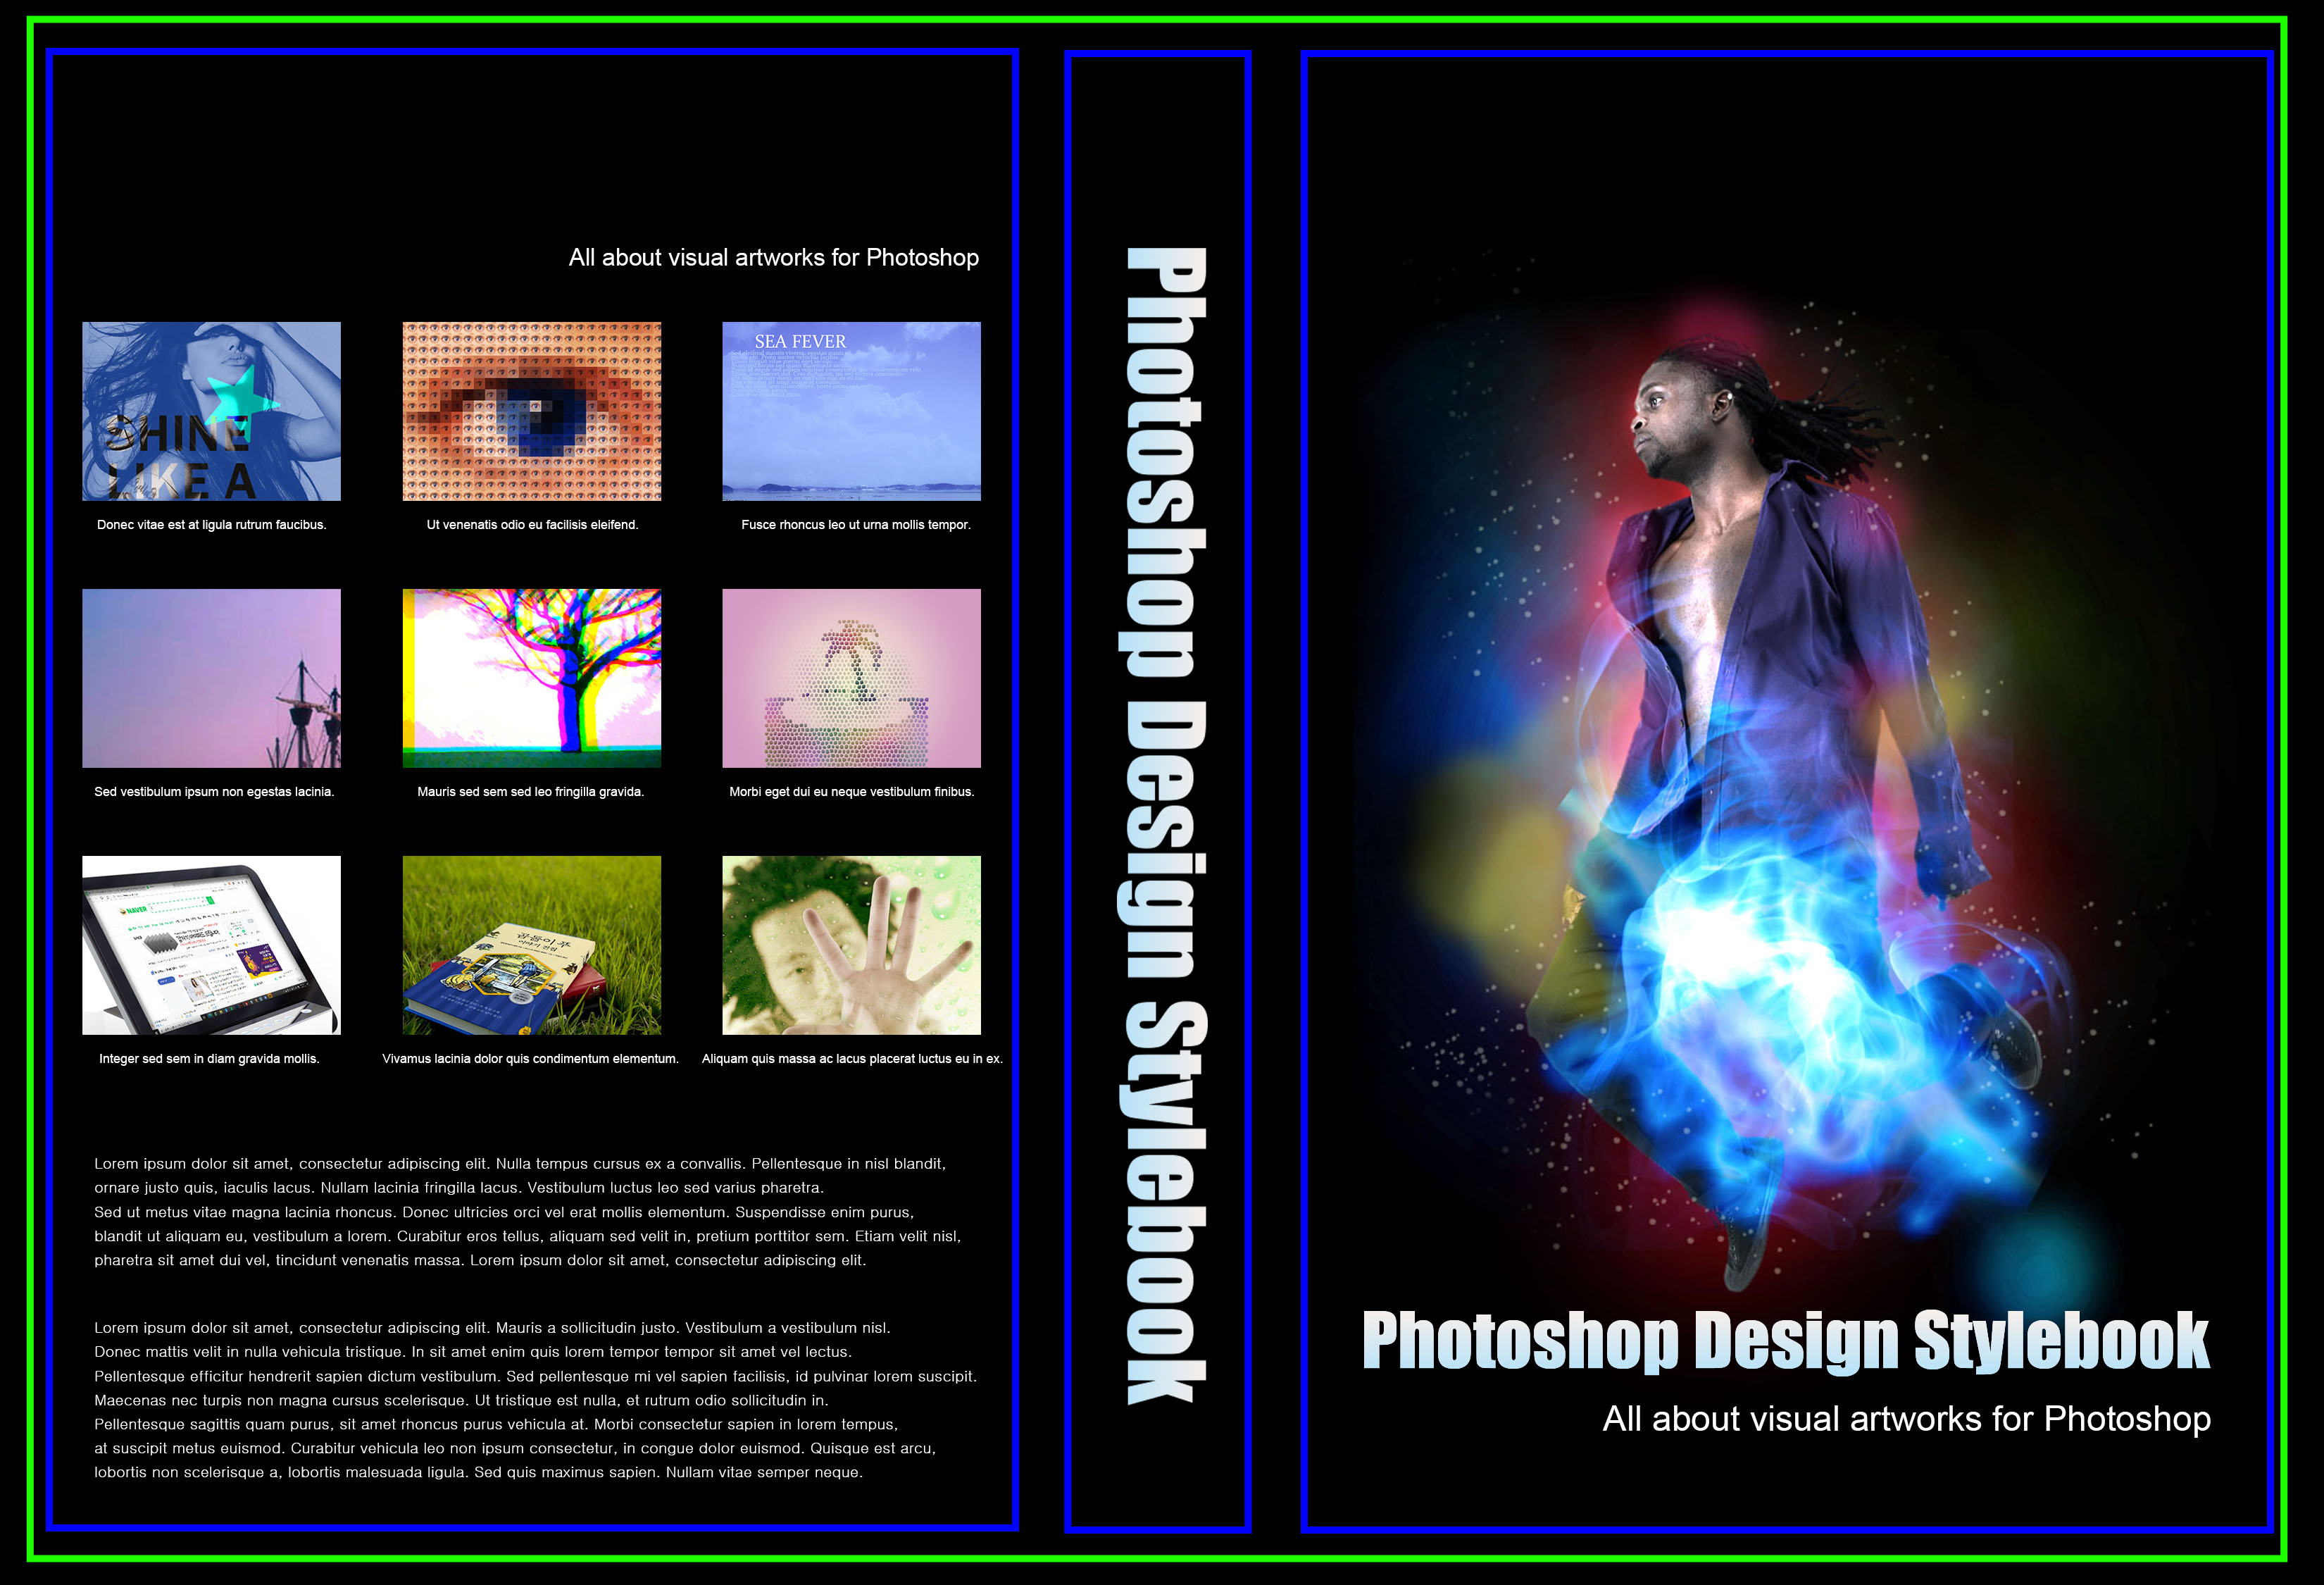 All about visual artworks for Photoshop
SHINE
LIKE A
SEA FEVER
Donec vitae est at ligula rutrum faucibus.
Ut venenatis odio eu facilisis eleifend.
Fusce rhoncus leo ut urna mollis tempor.
Sed vestibulum ipsum non egestas lacinia.
Mauris sed sem sed leo fringilla gravida.
Morbi eget dui eu neque vestibulum finibus.
NAVER
Integer sed sem in diam gravida mollis.
Vivamus lacinia dolor quis condimentum elementum.
Aliquam quis massa ac lacus placerat luctus eu in ex.
Lorem ipsum dolor sit amet, consectetur adipiscing elit. Nulla tempus cursus ex a convallis. Pellentesque in nisl blandit,
ornare justo quis, iaculis lacus. Nullam lacinia fringilla lacus. Vestibulum luctus leo sed varius pharetra.
Sed ut metus vitae magna lacinia rhoncus. Donec ultricies orci vel erat mollis elementum. Suspendisse enim purus,
blandit ut aliquam eu, vestibulum a lorem. Curabitur eros tellus, aliquam sed velit in, pretium porttitor sem. Etiam velit nisl,
pharetra sit amet dui vel, tincidunt venenatis massa. Lorem ipsum dolor sit amet, consectetur adipiscing elit.
Lorem ipsum dolor sit amet, consectetur adipiscing elit. Mauris a sollicitudin justo. Vestibulum a vestibulum nisl.
Donec mattis velit in nulla vehicula tristique. In sit amet enim quis lorem tempor tempor sit amet vel lectus.
Pellentesque efficitur hendrerit sapien dictum vestibulum. Sed pellentesque mi vel sapien facilisis, id pulvinar lorem suscipit.
Maecenas nec turpis non magna cursus scelerisque. Ut tristique est nulla, et rutrum odio sollicitudin in.
Pellentesque sagittis quam purus, sit amet rhoncus purus vehicula at. Morbi consectetur sapien in lorem tempus,
at suscipit metus euismod. Curabitur vehicula leo non ipsum consectetur, in congue dolor euismod. Quisque est arcu,
lobortis non scelerisque a, lobortis malesuada ligula. Sed quis maximus sapien. Nullam vitae semper neque.
Photoshop Design Stylebook
Photoshop Design Stylebook
All about visual artworks for Photoshop